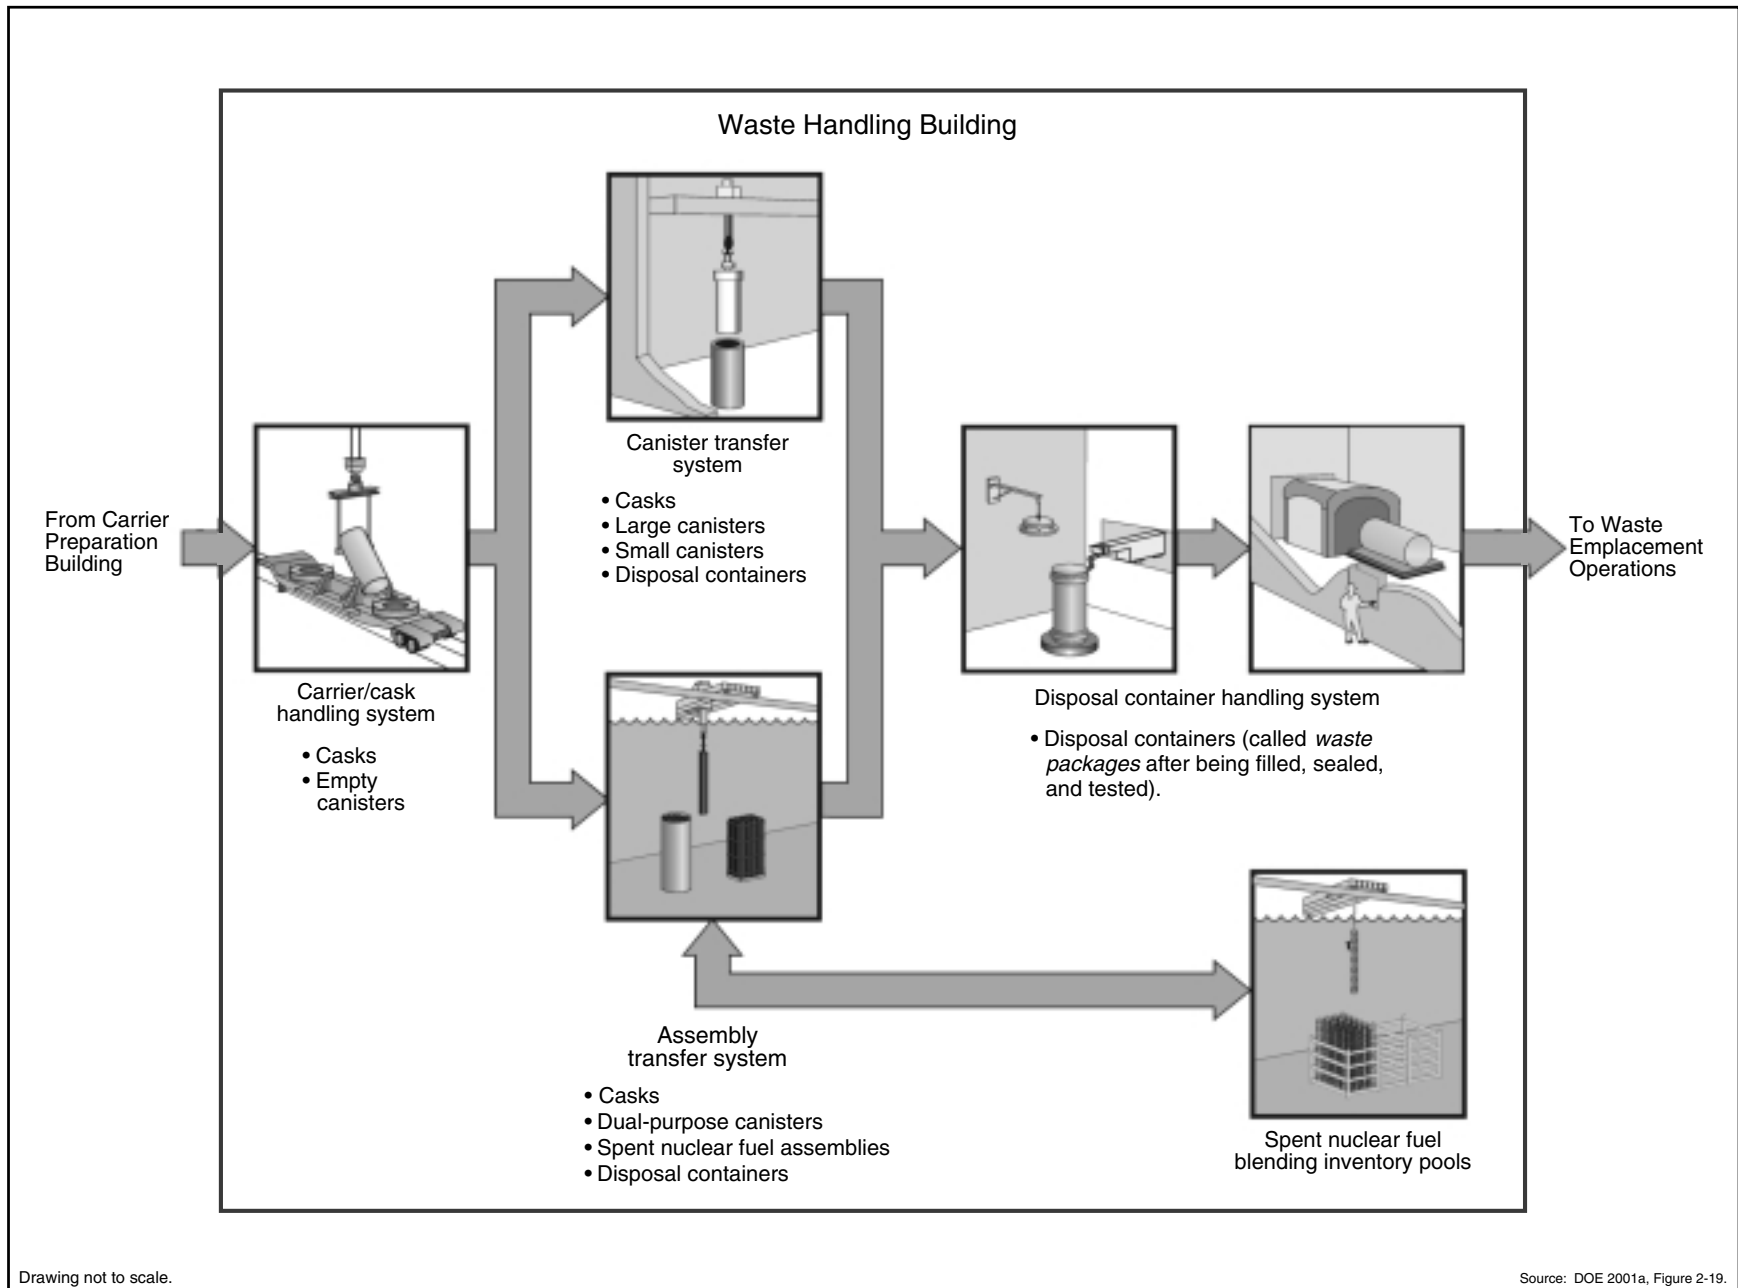 Waste Handling Building
From Carrier
Preparation
Building
Carrier/cask
handling system
• Casks
• Empty
canisters
Canister transfer
system
• Casks
• Large canisters
• Small canisters
• Disposal containers
Assembly
transfer system
• Casks
• Dual-purpose canisters
• Spent nuclear fuel assemblies
• Disposal containers
Disposal container handling system
• Disposal containers (called waste
packages after being filled, sealed,
and tested).
Spent nuclear fuel
blending inventory pools
To Waste
Emplacement
Operations
Drawing not to scale.
Source: DOE 2001a, Figure 2-19.